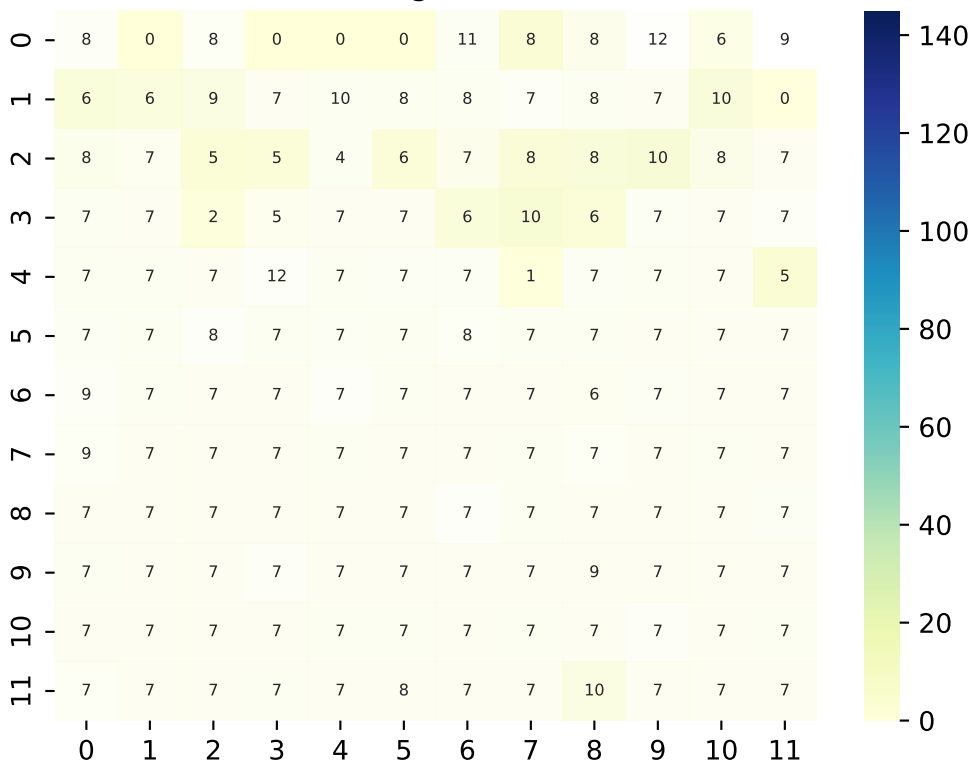 0 8 0 8 0 0 0 11 8 8 12 6 9
1 6 6 9 7 10 8 8 7 8 7 10 0
2 8 7 5 5 4 6 7 8 8 10 8 7
3 7 7 2 5 7 7 6 10 6 7 7 7
4 7 7 7 12 7 7 7 1 7 7 7 5
5 7 7 8 7 7 7 8 7 7 7 7 7
6 9 7 7 7 7 7 7 7 6 7 7 7
7 9 7 7 7 7 7 7 7 7 7 7 7
8 7 7 7 7 7 7 7 7 7 7 7 7
9 7 7 7 7 7 7 7 7 9 7 7 7
10 7 7 7 7 7 7 7 7 7 7 7 7
11 7 7 7 7 7 8 7 7 10 7 7 7
0 1 2 3 4 5 6 7 8 9 10 11
140
120
100
80
60
40
20
0